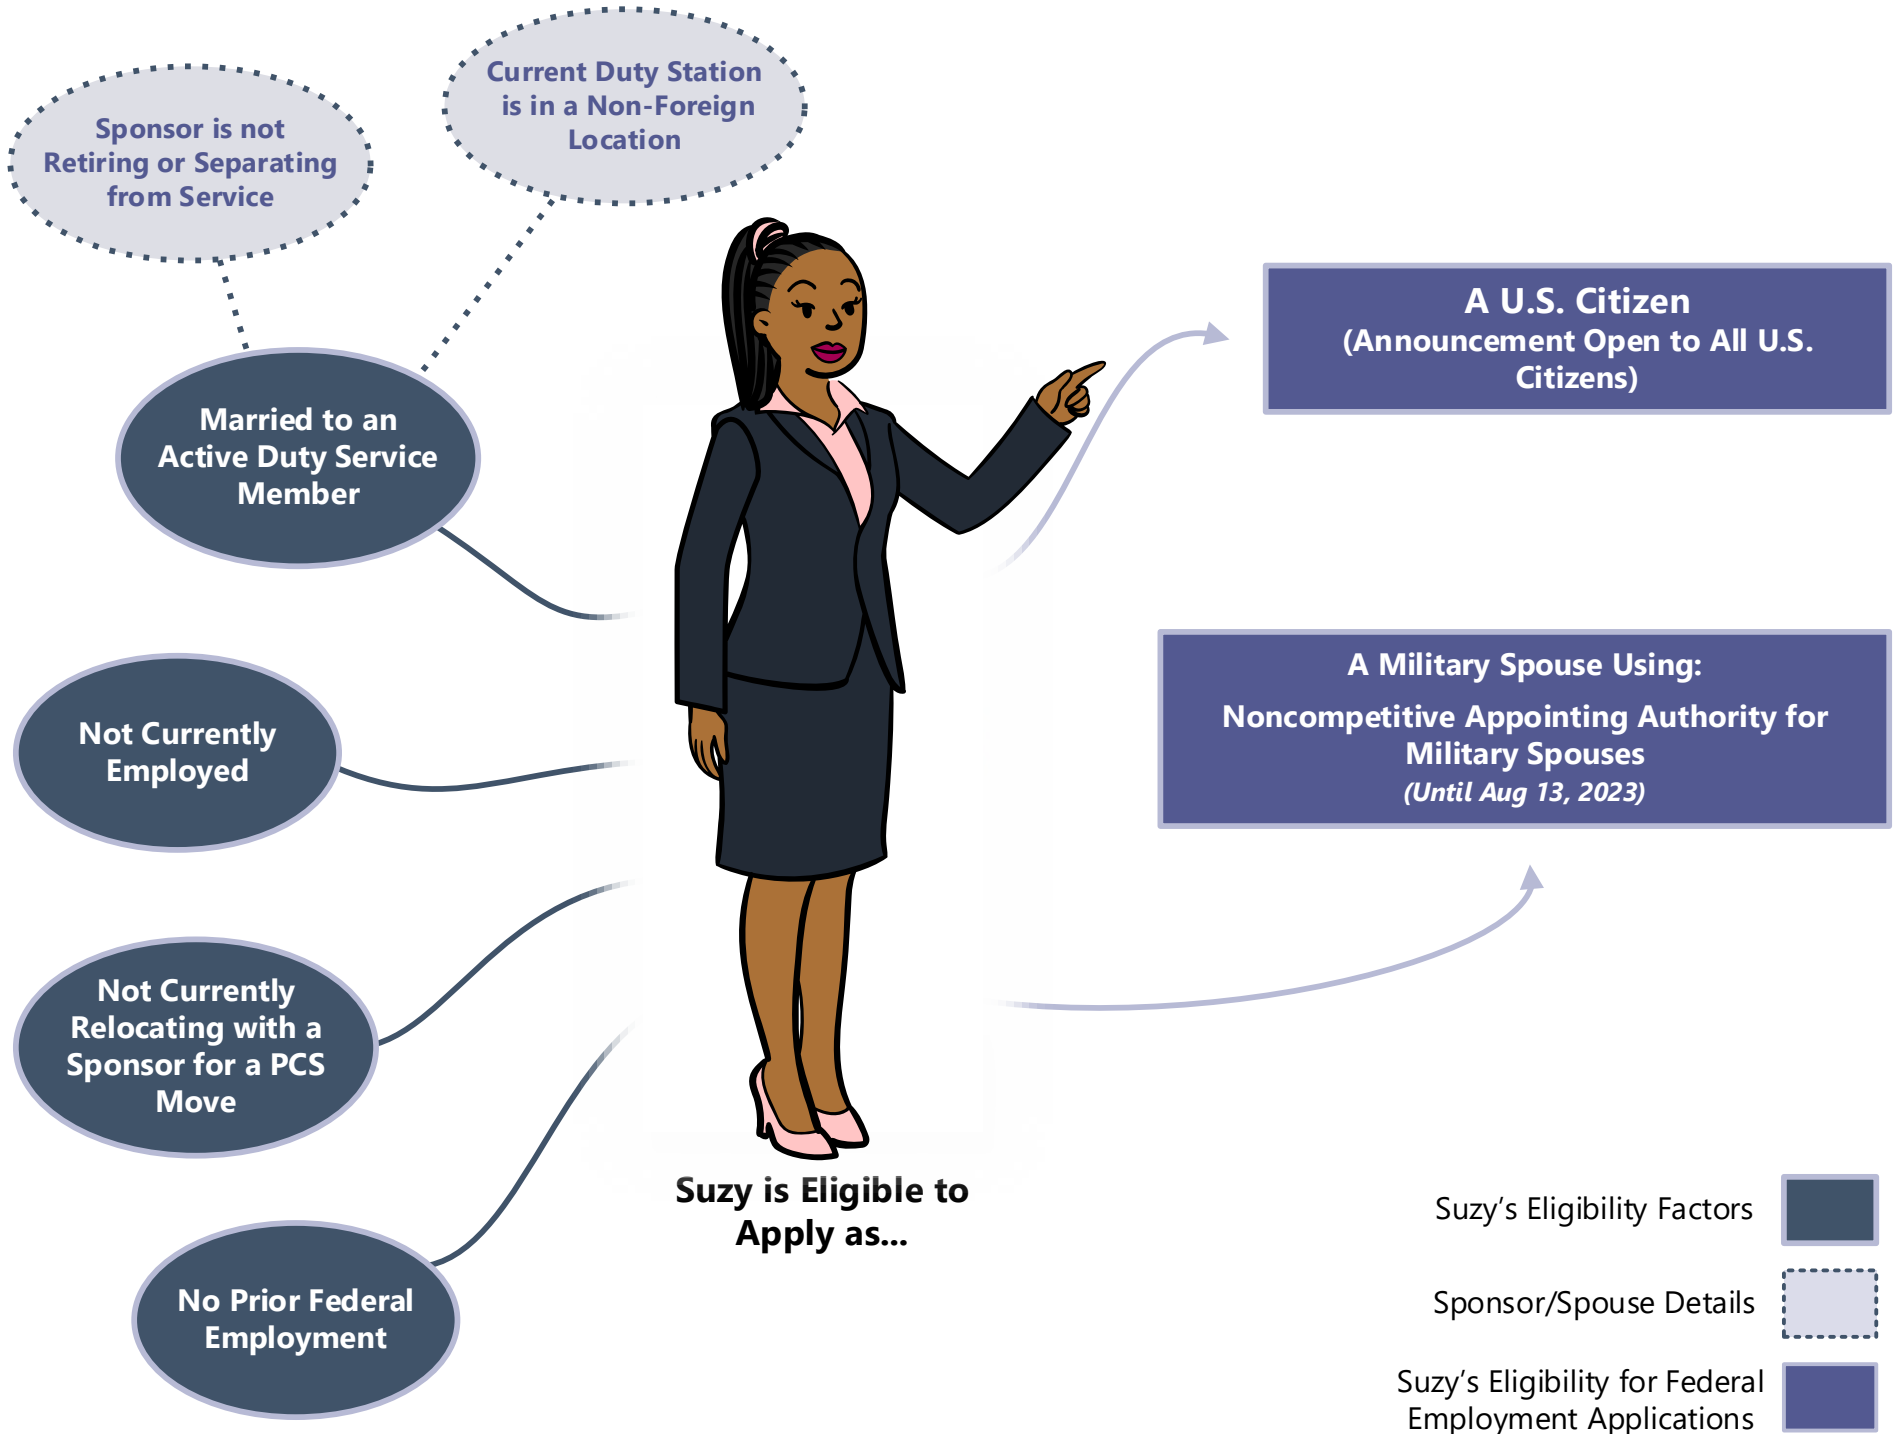 Sponsor is not
Retiring or Separating
from Service
Current Duty Station
is in a Non-Foreign
Location
Married to an
Active Duty Service
Member
Not Currently
Employed
Not Currently
Relocating with a
Sponsor for a PCS
Move
No Prior Federal
Employment
Suzy is Eligible to
Apply as...
A U.S. Citizen
(Announcement Open to All U.S.
Citizens)
A Military Spouse Using:
Noncompetitive Appointing Authority for
Military Spouses
(Until Aug 13, 2023)
Suzy’s Eligibility Factors
Sponsor/Spouse Details
Suzy’s Eligibility for Federal
Employment Applications